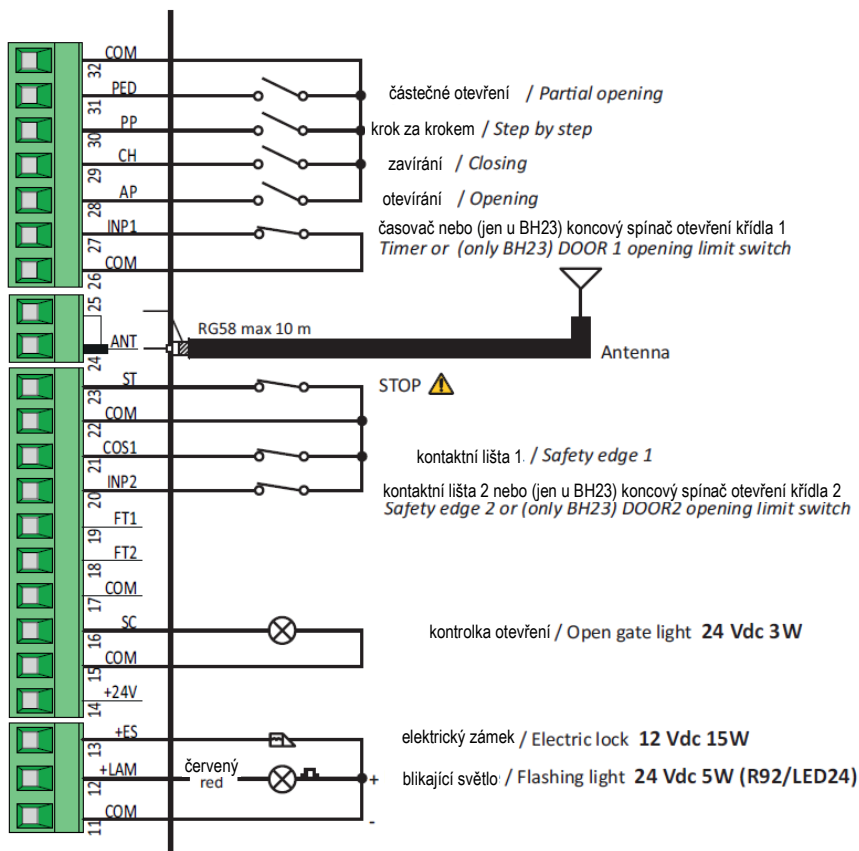 COM
32
PED
31
částečné otevření / Partial opening
PP
30
krok za krokem / Step by step
CH
29
zavírání / Closing
AP
28
otevírání / Opening
INP1
27
časovač nebo (jen u BH23) koncový spínač otevření křídla 1
Timer or (only BH23) DOOR 1 opening limit switch
COM
26
25
RG58 max 10 m
ANT
24
Antenna
ST
23
STOP
COM
22
COS1
21
kontaktní lišta 1 / Safety edge 1
INP2
20
kontaktní lišta 2 nebo (jen u BH23) koncový spínač otevření křídla 2
Safety edge 2 or (only BH23) DOOR2 opening limit switch
FT1
19
FT2
18
COM
17
SC
16
kontrolka otevření / Open gate light 24 Vdc 3W
COM
15
+24V
14
+ES
13
elektrický zámek / Electric lock 12 Vdc 15W
+LAM
12
červený
red
+
blikající světlo / Flashing light 24 Vdc 5W (R92/LED24)
COM
11
-